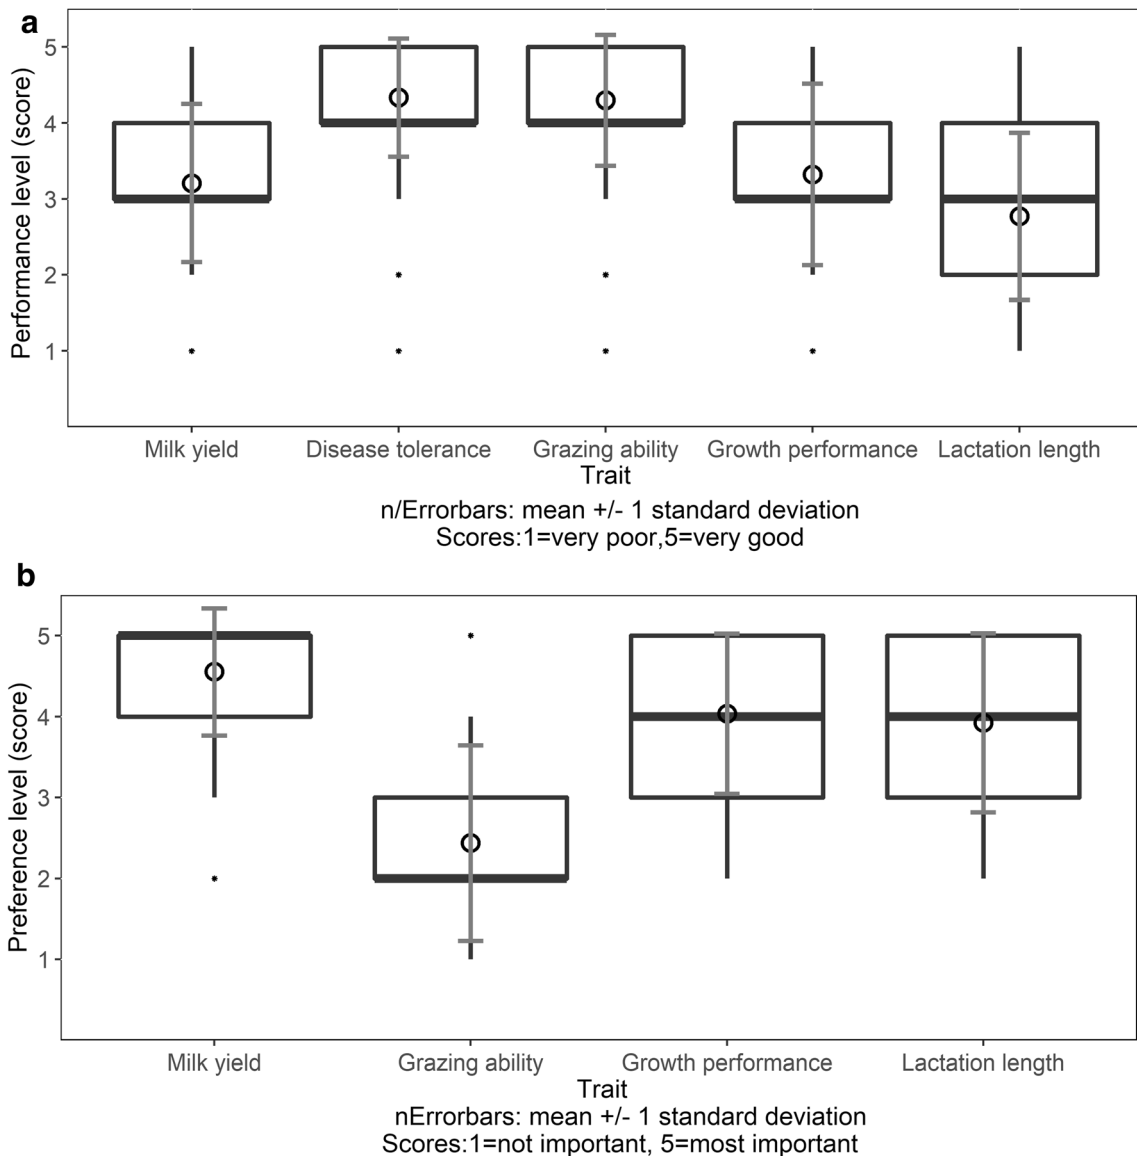 a
Performance level (score)
5
4
3
2
1
Milk yield Disease tolerance Grazing ability Growth performance Lactation length
Trait
n/Errorbars: mean +/- 1 standard deviation
Scores:1=very poor,5=very good
b
Preference level (score)
5
4
3
2
1
Milk yield Grazing ability Growth performance Lactation length
Trait
nErrorbars: mean +/- 1 standard deviation
Scores:1=not important, 5=most important